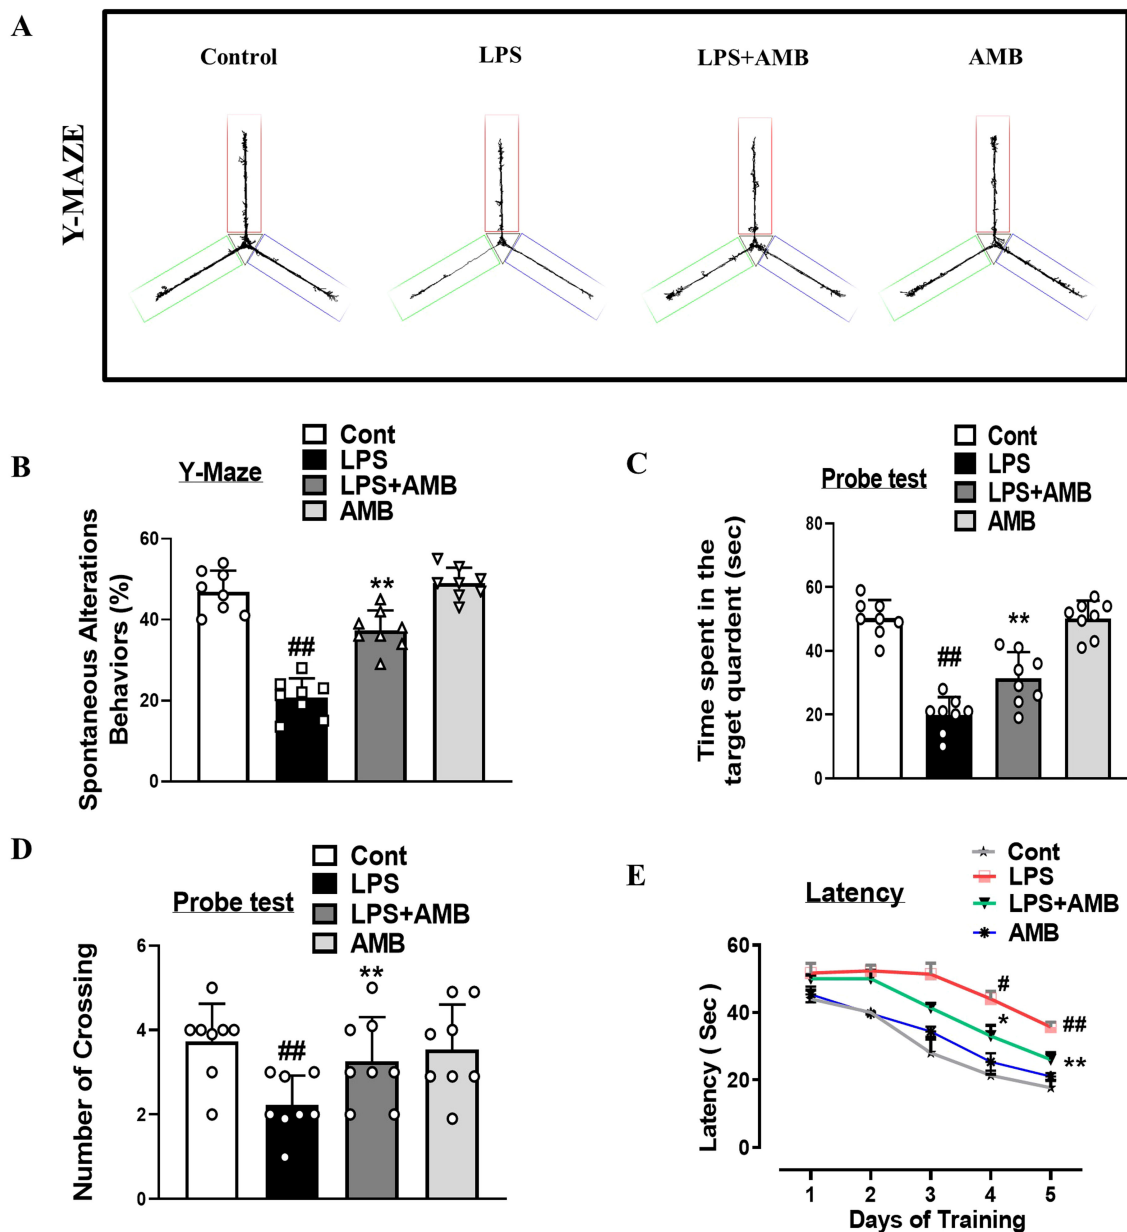 A
Control
LPS
LPS+AMB
AMB
Y-MAZE
B
Y-Maze
Cont
LPS
LPS+AMB
AMB
Spontaneous Alterations
Behaviors (%)
60
40
20
0
##
**
C
Probe test
Cont
LPS
LPS+AMB
AMB
Time spent in the
target quardent (sec)
80
60
40
20
0
##
**
D
Probe test
Cont
LPS
LPS+AMB
AMB
Number of Crossing
6
4
2
0
##
**
E
Latency
Cont
LPS
LPS+AMB
AMB
Latency ( Sec )
60
40
20
0
#
*
##
**
1 2 3 4 5
Days of Training